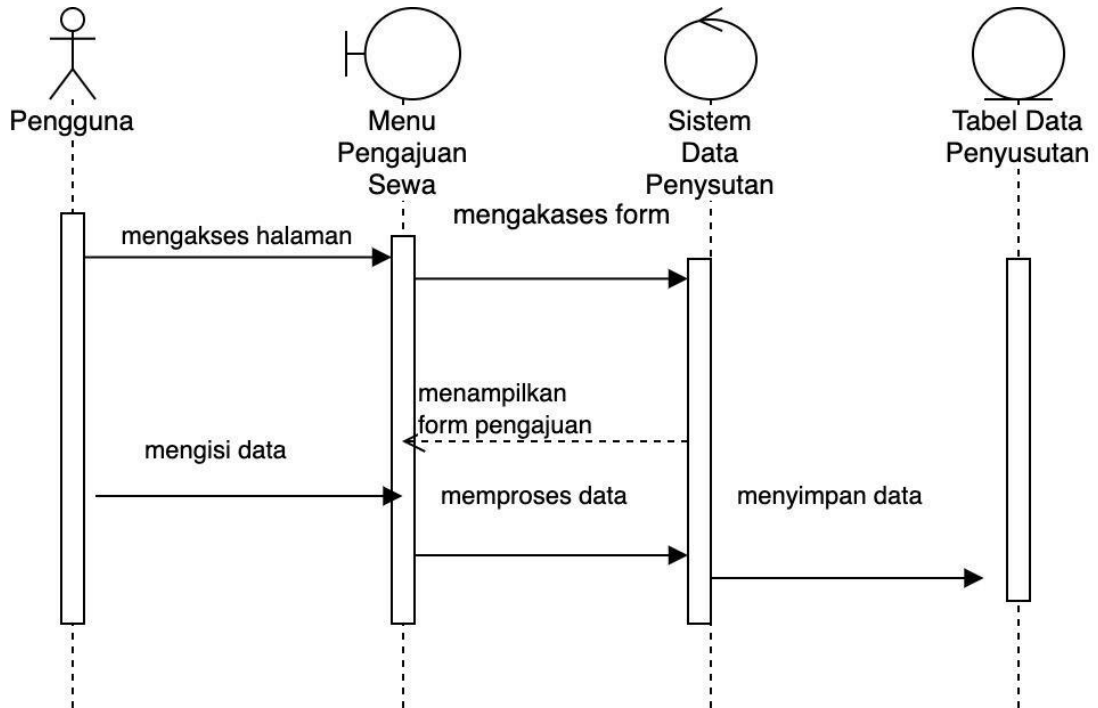 Pengguna
Menu
Pengajuan
Sewa
Sistem
Data
Penysutan
Tabel Data
Penyusutan
mengakses halaman
mengakases form
menampilkan
form pengajuan
mengisi data
memproses data
menyimpan data